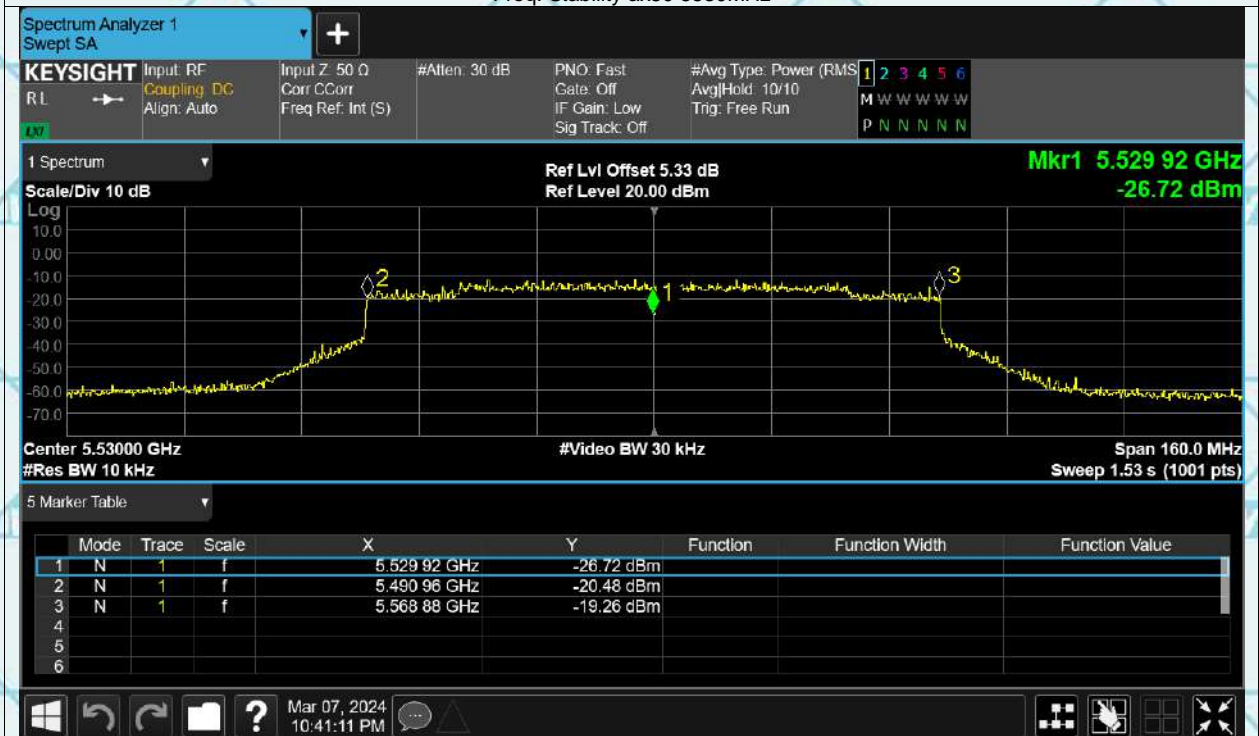 Spectrum Analyzer 1
Swept SA
+
KEYSIGHT
RL
LXI
Input: RF
Coupling: DC
Align: Auto
Input Z: 50 Ω
Corr CCorr
Freq Ref: Int (S)
#Atten: 30 dB
PNO: Fast
Gate: Off
IF Gain: Low
Sig Track: Off
#Avg Type: Power (RMS
Avg|Hold: 10/10
Trig: Free Run
1 2 3 4 5 6
M W W W W W
P N N N N N
1 Spectrum
Scale/Div 10 dB
Ref Lvl Offset 5.33 dB
Ref Level 20.00 dBm
Mkr1 5.529 92 GHz
-26.72 dBm
Log
10.0
0.00
-10.0
-20.0
-30.0
-40.0
-50.0
-60.0
-70.0
2
1
3
Center 5.53000 GHz
#Res BW 10 kHz
#Video BW 30 kHz
Span 160.0 MHz
Sweep 1.53 s (1001 pts)
5 Marker Table
Mode Trace Scale X Y Function Function Width Function Value
1 N 1 f 5.529 92 GHz -26.72 dBm
2 N 1 f 5.490 96 GHz -20.48 dBm
3 N 1 f 5.568 88 GHz -19.26 dBm
4
5
6
?
Mar 07, 2024
10:41:11 PM